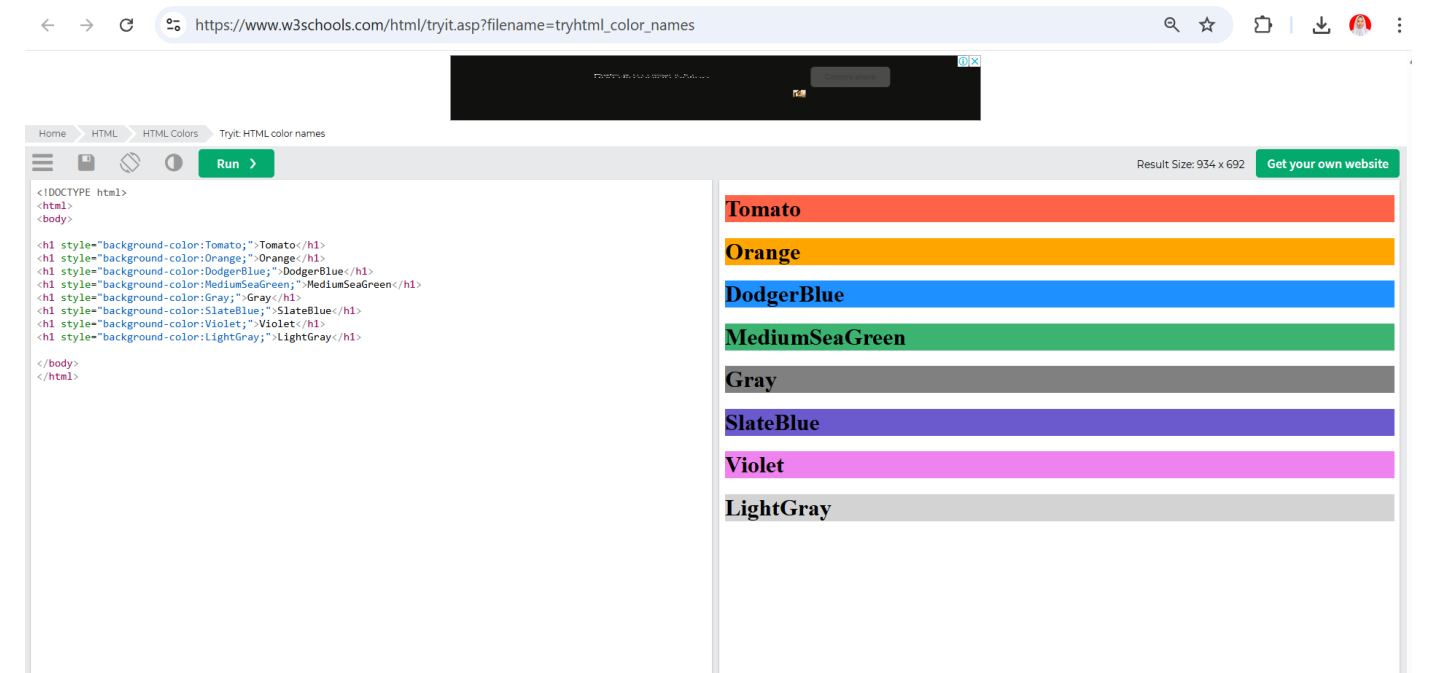 https://www.w3schools.com/html/tryit.asp?filename=tryhtml_color_names
Home HTML HTML Colors Tryit: HTML color names
Run ❯
Result Size: 934 x 692
Get your own website
<!DOCTYPE html>
<html>
<body>
<h1 style="background-color:Tomato;">Tomato</h1>
<h1 style="background-color:Orange;">Orange</h1>
<h1 style="background-color:DodgerBlue;">DodgerBlue</h1>
<h1 style="background-color:MediumSeaGreen;">MediumSeaGreen</h1>
<h1 style="background-color:Gray;">Gray</h1>
<h1 style="background-color:SlateBlue;">SlateBlue</h1>
<h1 style="background-color:Violet;">Violet</h1>
<h1 style="background-color:LightGray;">LightGray</h1>
</body>
</html>
Tomato
Orange
DodgerBlue
MediumSeaGreen
Gray
SlateBlue
Violet
LightGray